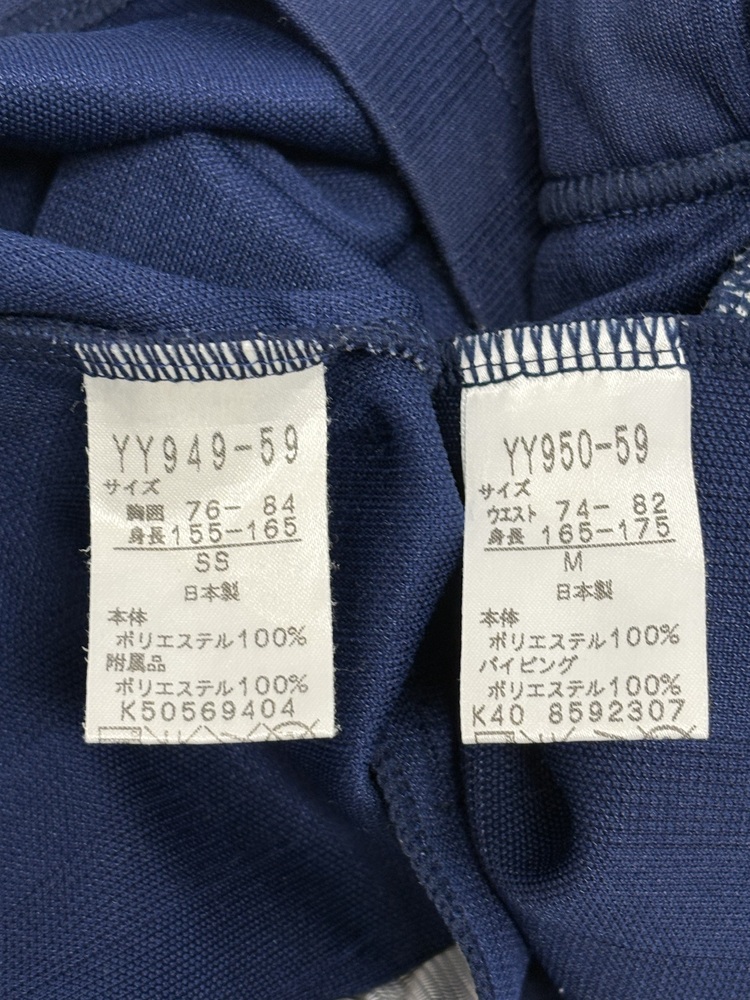 YY949-59
サイズ
胸囲 76- 84
身長 155-165
SS
日本製
本体
ポリエステル100%
附属品
ポリエステル100%
K50569404
YY950-59
サイズ
ウエスト 74- 82
身長 165-175
M
日本製
本体
ポリエステル100%
パイピング
ポリエステル100%
K40 8592307